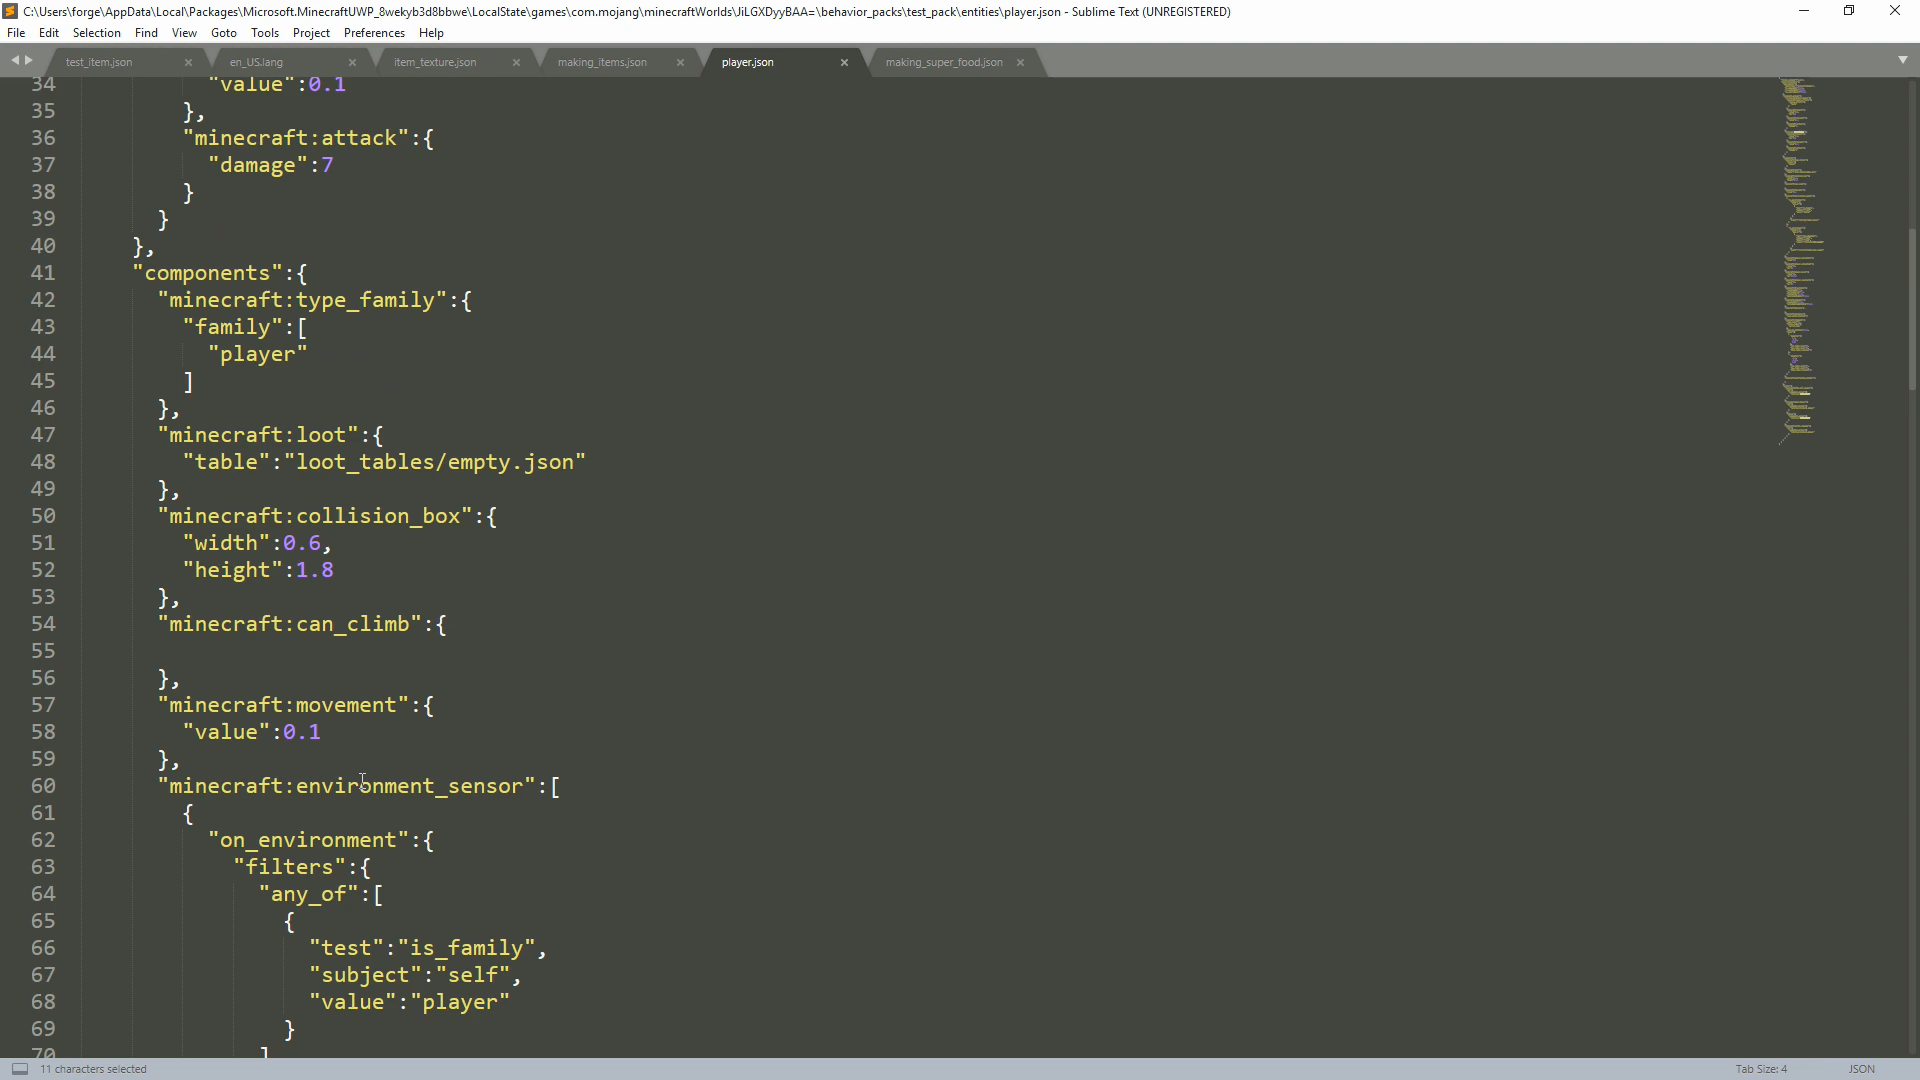 C:\Users\forge\AppData\Local\Packages\Microsoft.MinecraftUWP_8wekyb3d8bbwe\LocalState\games\com.mojang\minecraftWorlds\JiLGXDyyBAA=\behavior_packs\test_pack\entities\player.json - Sublime Text (UNREGISTERED)
File Edit Selection Find View Goto Tools Project Preferences Help
test_item.json en_US.lang item_texture.json making_items.json player.json making_super_food.json
34 "value":0.1
35 },
36 "minecraft:attack":{
37 "damage":7
38 }
39 }
40 },
41 "components":{
42 "minecraft:type_family":{
43 "family":[
44 "player"
45 ]
46 },
47 "minecraft:loot":{
48 "table":"loot_tables/empty.json"
49 },
50 "minecraft:collision_box":{
51 "width":0.6,
52 "height":1.8
53 },
54 "minecraft:can_climb":{
55
56 },
57 "minecraft:movement":{
58 "value":0.1
59 },
60 "minecraft:environment_sensor":[
61 {
62 "on_environment":{
63 "filters":{
64 "any_of":[
65 {
66 "test":"is_family",
67 "subject":"self",
68 "value":"player"
69 }
70 ]
11 characters selected Tab Size: 4 JSON